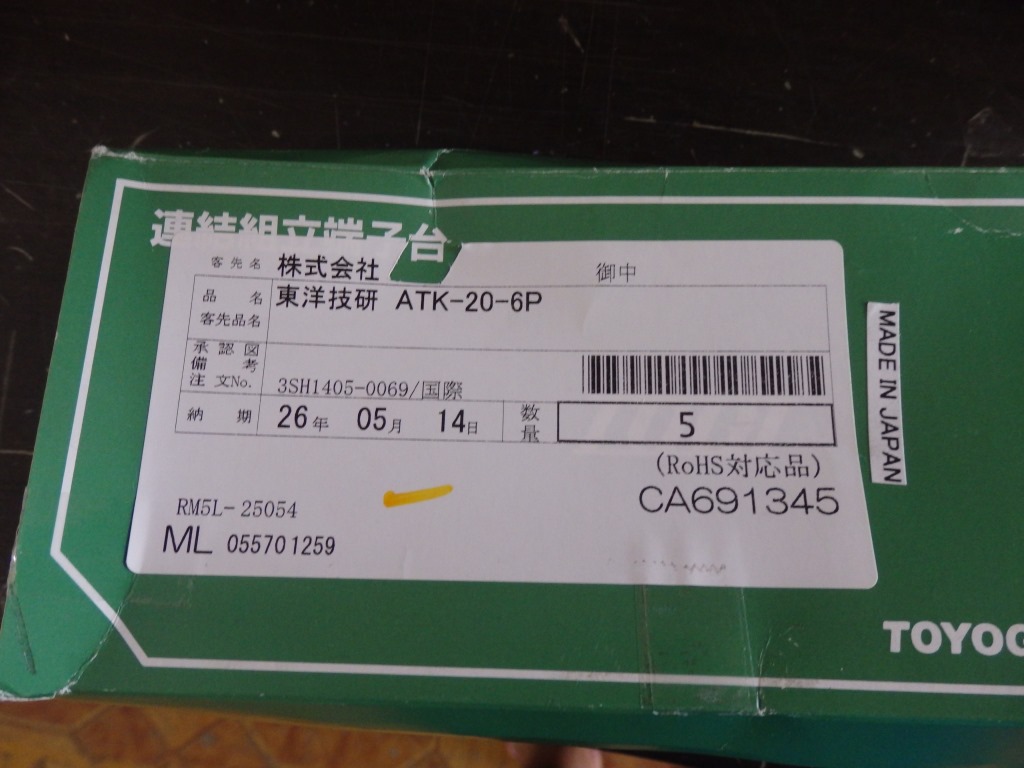 連結組立端子台
客先名 株式会社 御中
品名 東洋技研 ATK-20-6P
客先品名
承認図
備考
注文No. 3SH1405-0069/国際
納期 26年 05月 14日 数量 5
(RoHS対応品)
RM5L-25054 CA691345
ML 055701259
MADE IN JAPAN
TOYOG